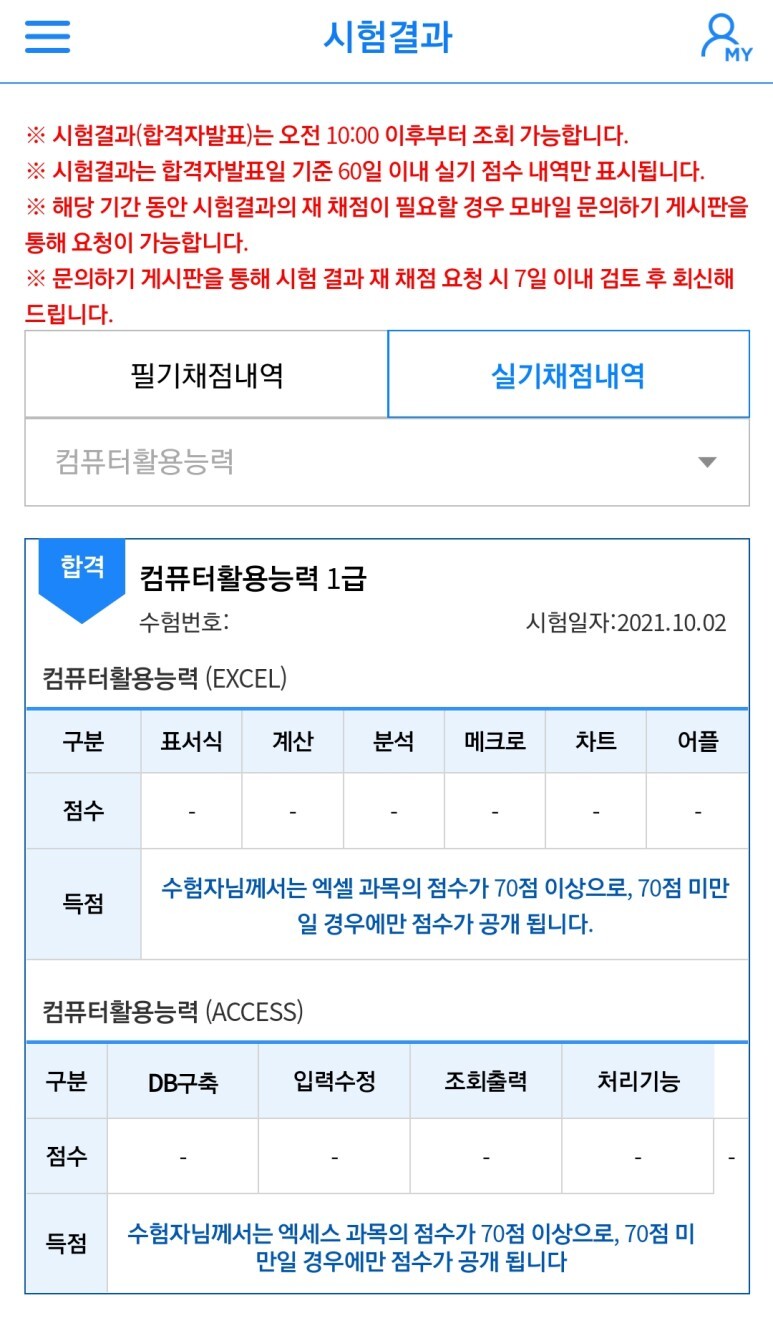 시험결과
MY
※ 시험결과(합격자발표)는 오전 10:00 이후부터 조회 가능합니다.
※ 시험결과는 합격자발표일 기준 60일 이내 실기 점수 내역만 표시됩니다.
※ 해당 기간 동안 시험결과의 재 채점이 필요할 경우 모바일 문의하기 게시판을
통해 요청이 가능합니다.
※ 문의하기 게시판을 통해 시험 결과 재 채점 요청 시 7일 이내 검토 후 회신해
드립니다.
필기채점내역 실기채점내역
컴퓨터활용능력
합격 컴퓨터활용능력 1급
수험번호: 시험일자:2021.10.02
컴퓨터활용능력 (EXCEL)
구분 표서식 계산 분석 메크로 차트 어플
점수 - - - - - -
득점 수험자님께서는 엑셀 과목의 점수가 70점 이상으로, 70점 미만
일 경우에만 점수가 공개 됩니다.
컴퓨터활용능력 (ACCESS)
구분 DB구축 입력수정 조회출력 처리기능
점수 - - - - -
득점 수험자님께서는 엑세스 과목의 점수가 70점 이상으로, 70점 미
만일 경우에만 점수가 공개 됩니다